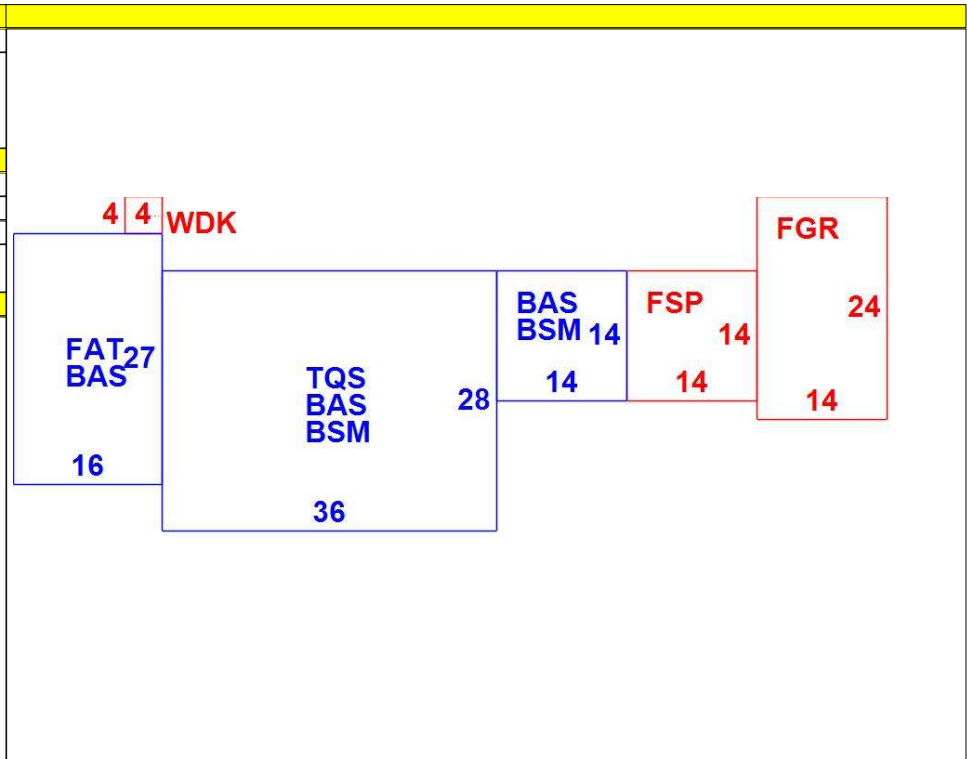 4 4 WDK
FGR
24
14
BAS
BSM 14
14
FSP
14
14
FAT 27
BAS
16
TQS
BAS
BSM
28
36